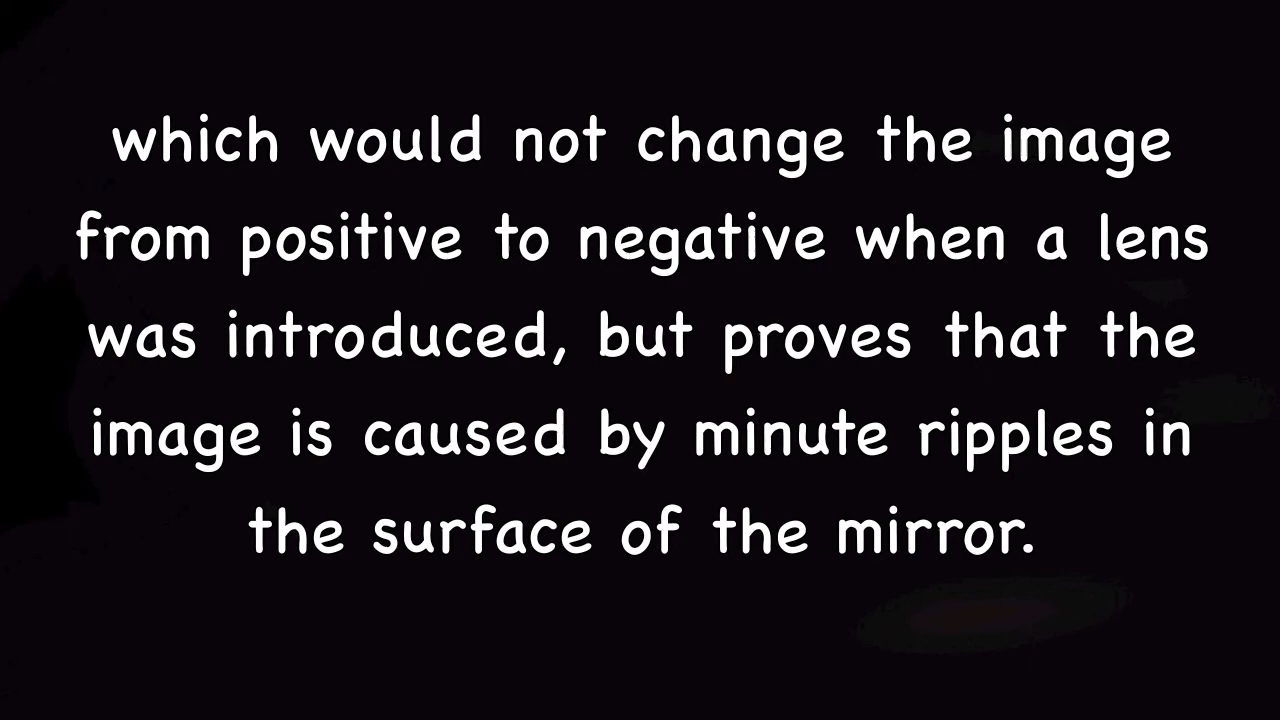 which would not change the image
from positive to negative when a lens
was introduced, but proves that the
image is caused by minute ripples in
the surface of the mirror.